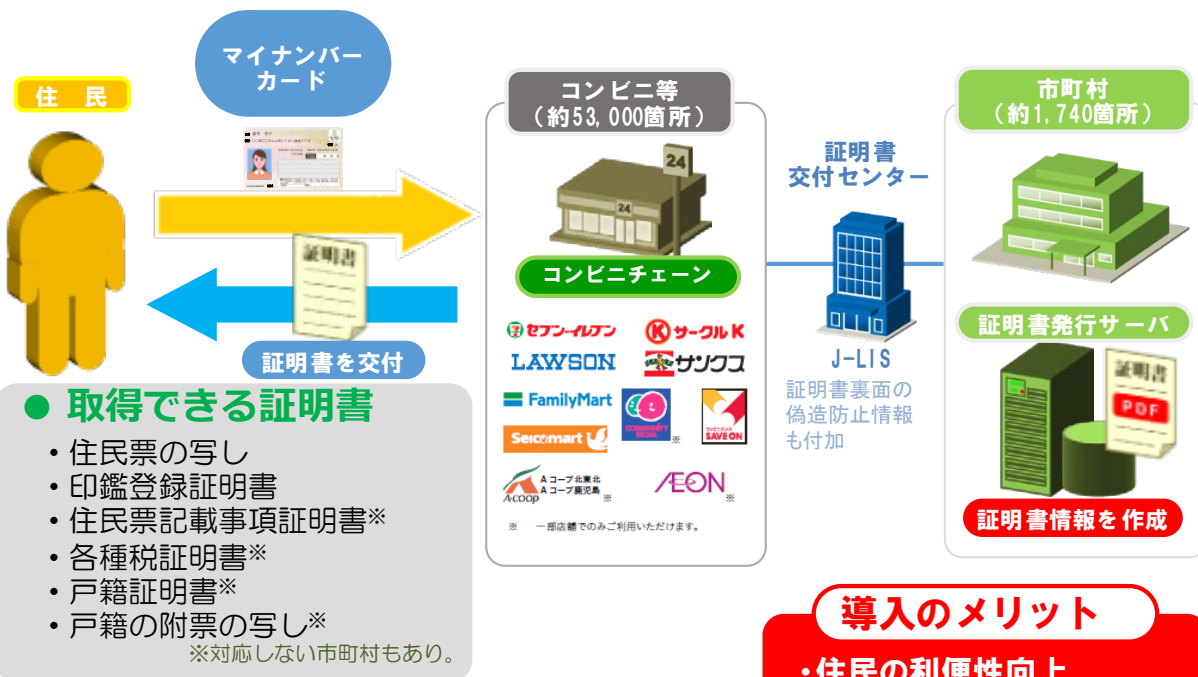 住 民
マイナンバー
カード
証明書
証明書を交付
● 取得できる証明書
・住民票の写し
・印鑑登録証明書
・住民票記載事項証明書※
・各種税証明書※
・戸籍証明書※
・戸籍の附票の写し※
※対応しない市町村もあり。
コンビニ等
（約53,000箇所）
24
24
コンビニチェーン
セブン-イレブン
K サークルK
LAWSON
サンクス
FamilyMart
COMMUNITY
STORE
※
SAVE ON
Seicomart
A-COOP
Aコープ北東北
Aコープ鹿児島
※
ÆON
※
※ 一部店舗でのみご利用いただけます。
証明書
交付センター
J-LIS
証明書裏面の
偽造防止情報
も付加
市町村
（約1,740箇所）
証明書発行サーバ
証明書
PDF
証明書情報を作成
導入のメリット
・住民の利便性向上